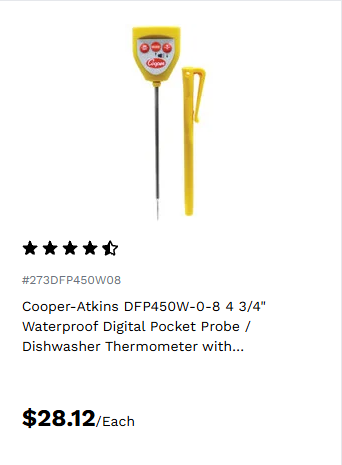 Cooper
#273DFP450W08
Cooper-Atkins DFP450W-0-8 4 3/4"
Waterproof Digital Pocket Probe /
Dishwasher Thermometer with...
$28.12/Each